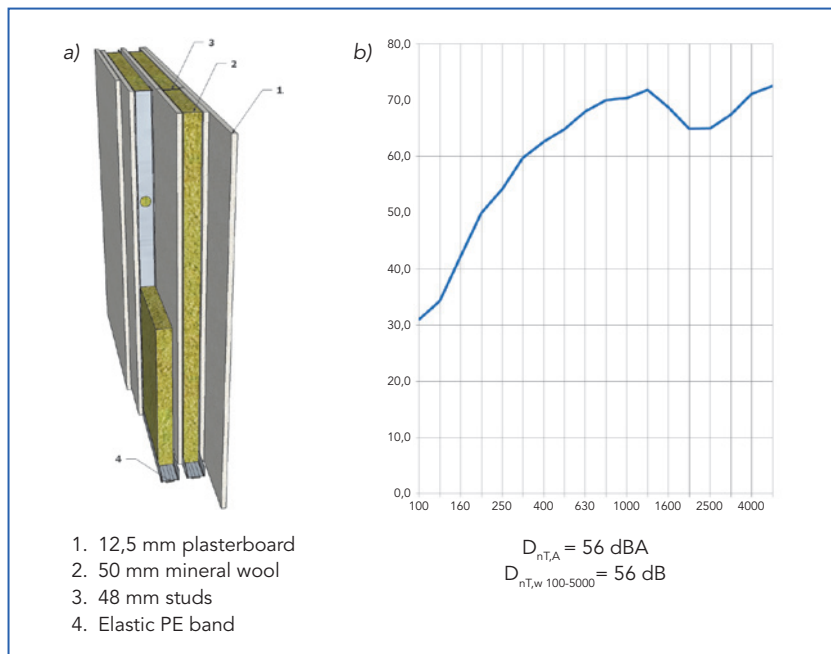 a)
3
2
1
4
1. 12,5 mm plasterboard
2. 50 mm mineral wool
3. 48 mm studs
4. Elastic PE band
b)
80,0
70,0
60,0
50,0
40,0
30,0
20,0
10,0
0,0
100 160 250 400 630 1000 1600 2500 4000
DnT,A = 56 dBA
DnT,w 100-5000= 56 dB